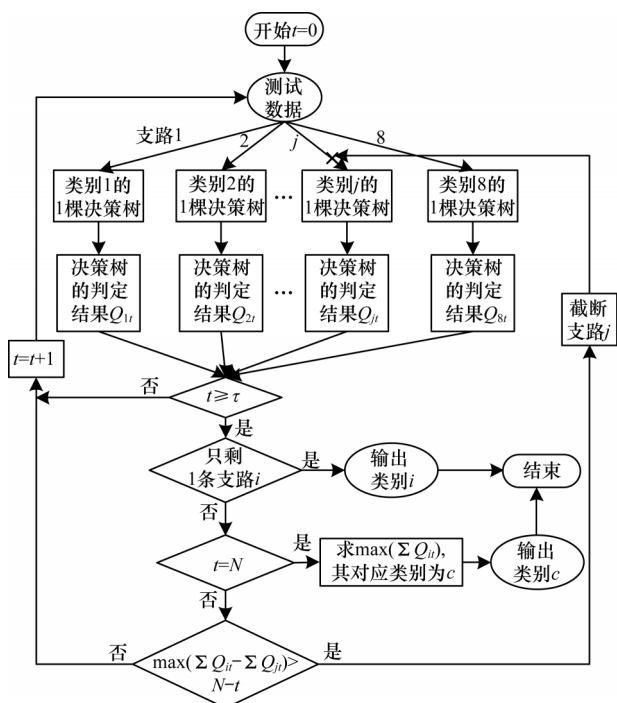 开始t=0
测试
数据
支路1
2
j
8
类别1的
1棵决策树
类别2的
1棵决策树
…
类别j的
1棵决策树
类别8的
1棵决策树
决策树
的判定
结果Q1t
决策树
的判定
结果Q2t
…
决策树
的判定
结果Qjt
决策树
的判定
结果Q8t
截断
支路j
t=t+1
否
t≥τ
是
只剩
1条支路i
是
输出
类别i
结束
否
t=N
是
求max(ΣQit),
其对应类别为c
输出
类别c
否
否
max(ΣQit−ΣQjt)>
N−t
是